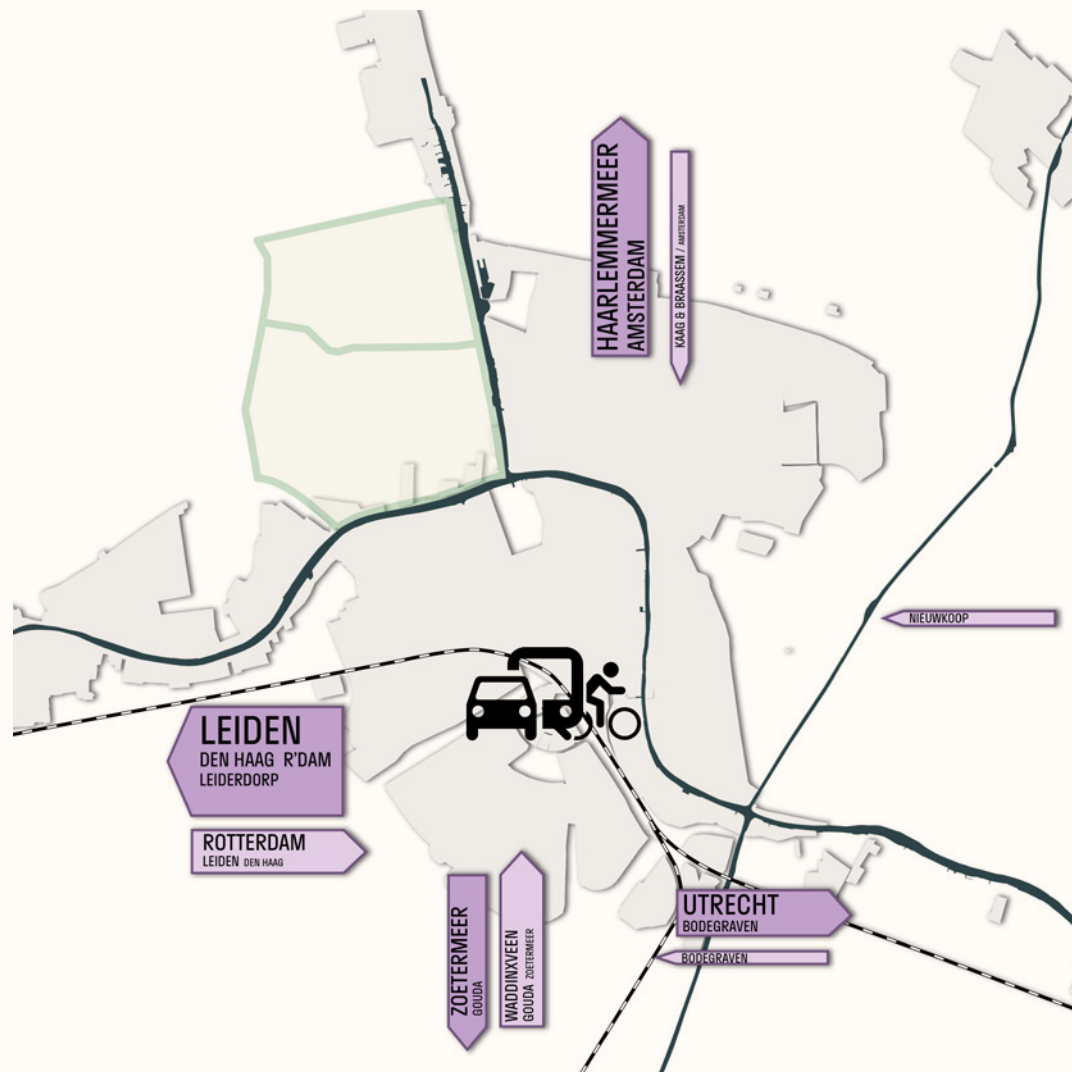 HAARLEMMERMEER
AMSTERDAM
KAAG & BRAASSEM / AMSTERDAM
NIEUWKOOP
LEIDEN
DEN HAAG R'DAM
LEIDERDORP
ROTTERDAM
LEIDEN DEN HAAG
ZOETERMEER
GOUDA
WADDINXVEEN
GOUDA ZOETERMEER
UTRECHT
BODEGRAVEN
BODEGRAVEN